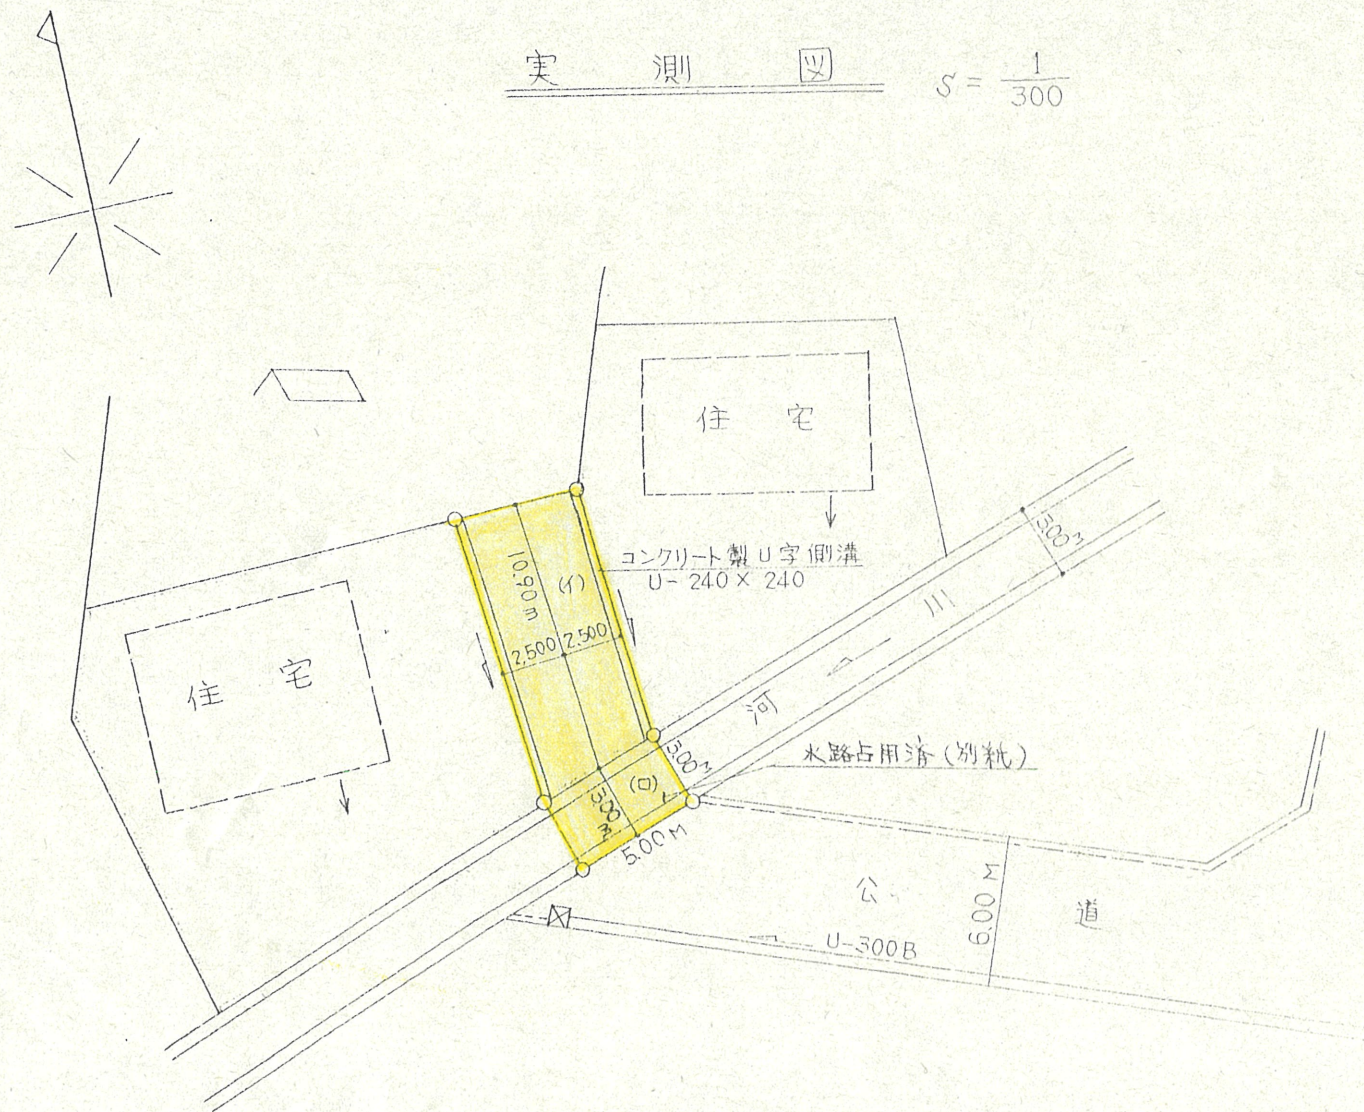 実 測 図 S = 1/300
住 宅
コンクリート製U字側溝
U-240×240
3.00m
10.90m
(イ)
2,500 2,500
川
河
住 宅
3.00m
水路占用済(別紙)
(ロ)
3.00m
5.00M
公 道
6.00M
U-300B